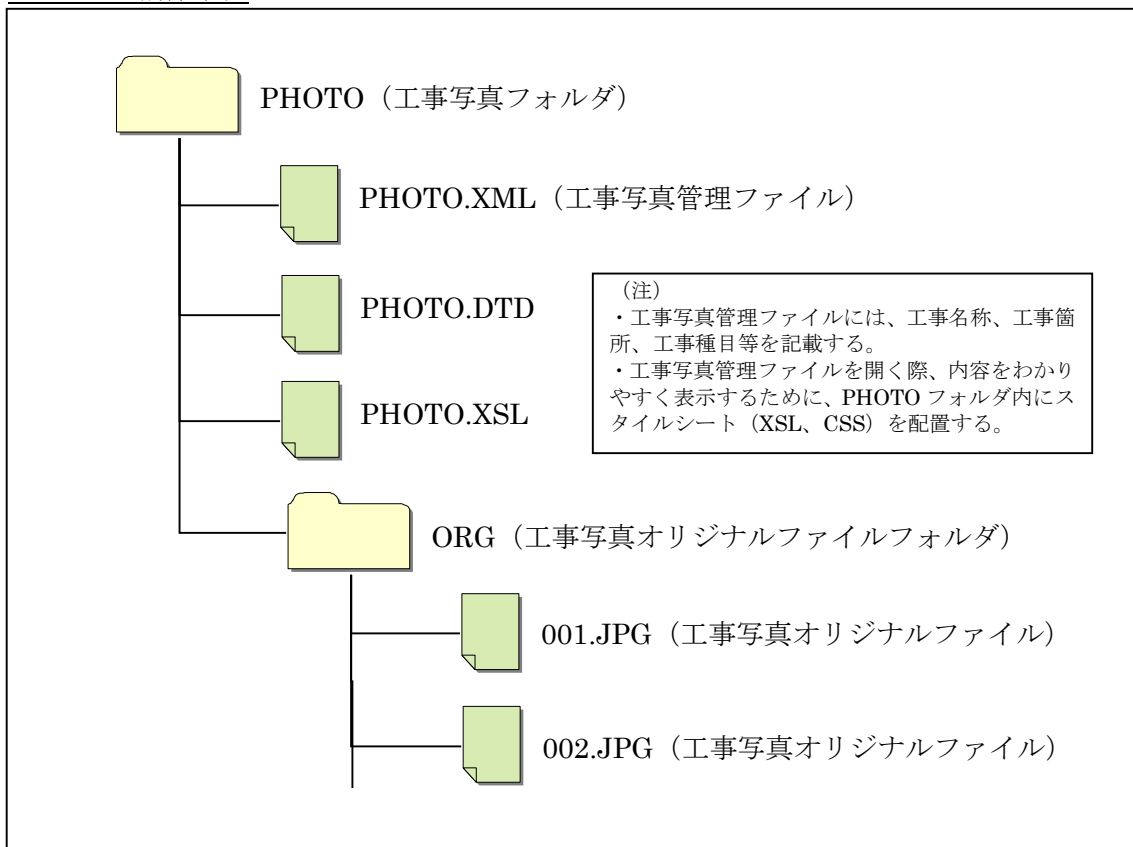 PHOTO（工事写真フォルダ）
PHOTO.XML（工事写真管理ファイル）
PHOTO.DTD
（注）
・工事写真管理ファイルには、工事名称、工事箇
所、工事種目等を記載する。
・工事写真管理ファイルを開く際、内容をわかり
やすく表示するために、PHOTO フォルダ内にス
タイルシート（XSL、CSS）を配置する。
PHOTO.XSL
ORG（工事写真オリジナルファイルフォルダ）
001.JPG（工事写真オリジナルファイル）
002.JPG（工事写真オリジナルファイル）